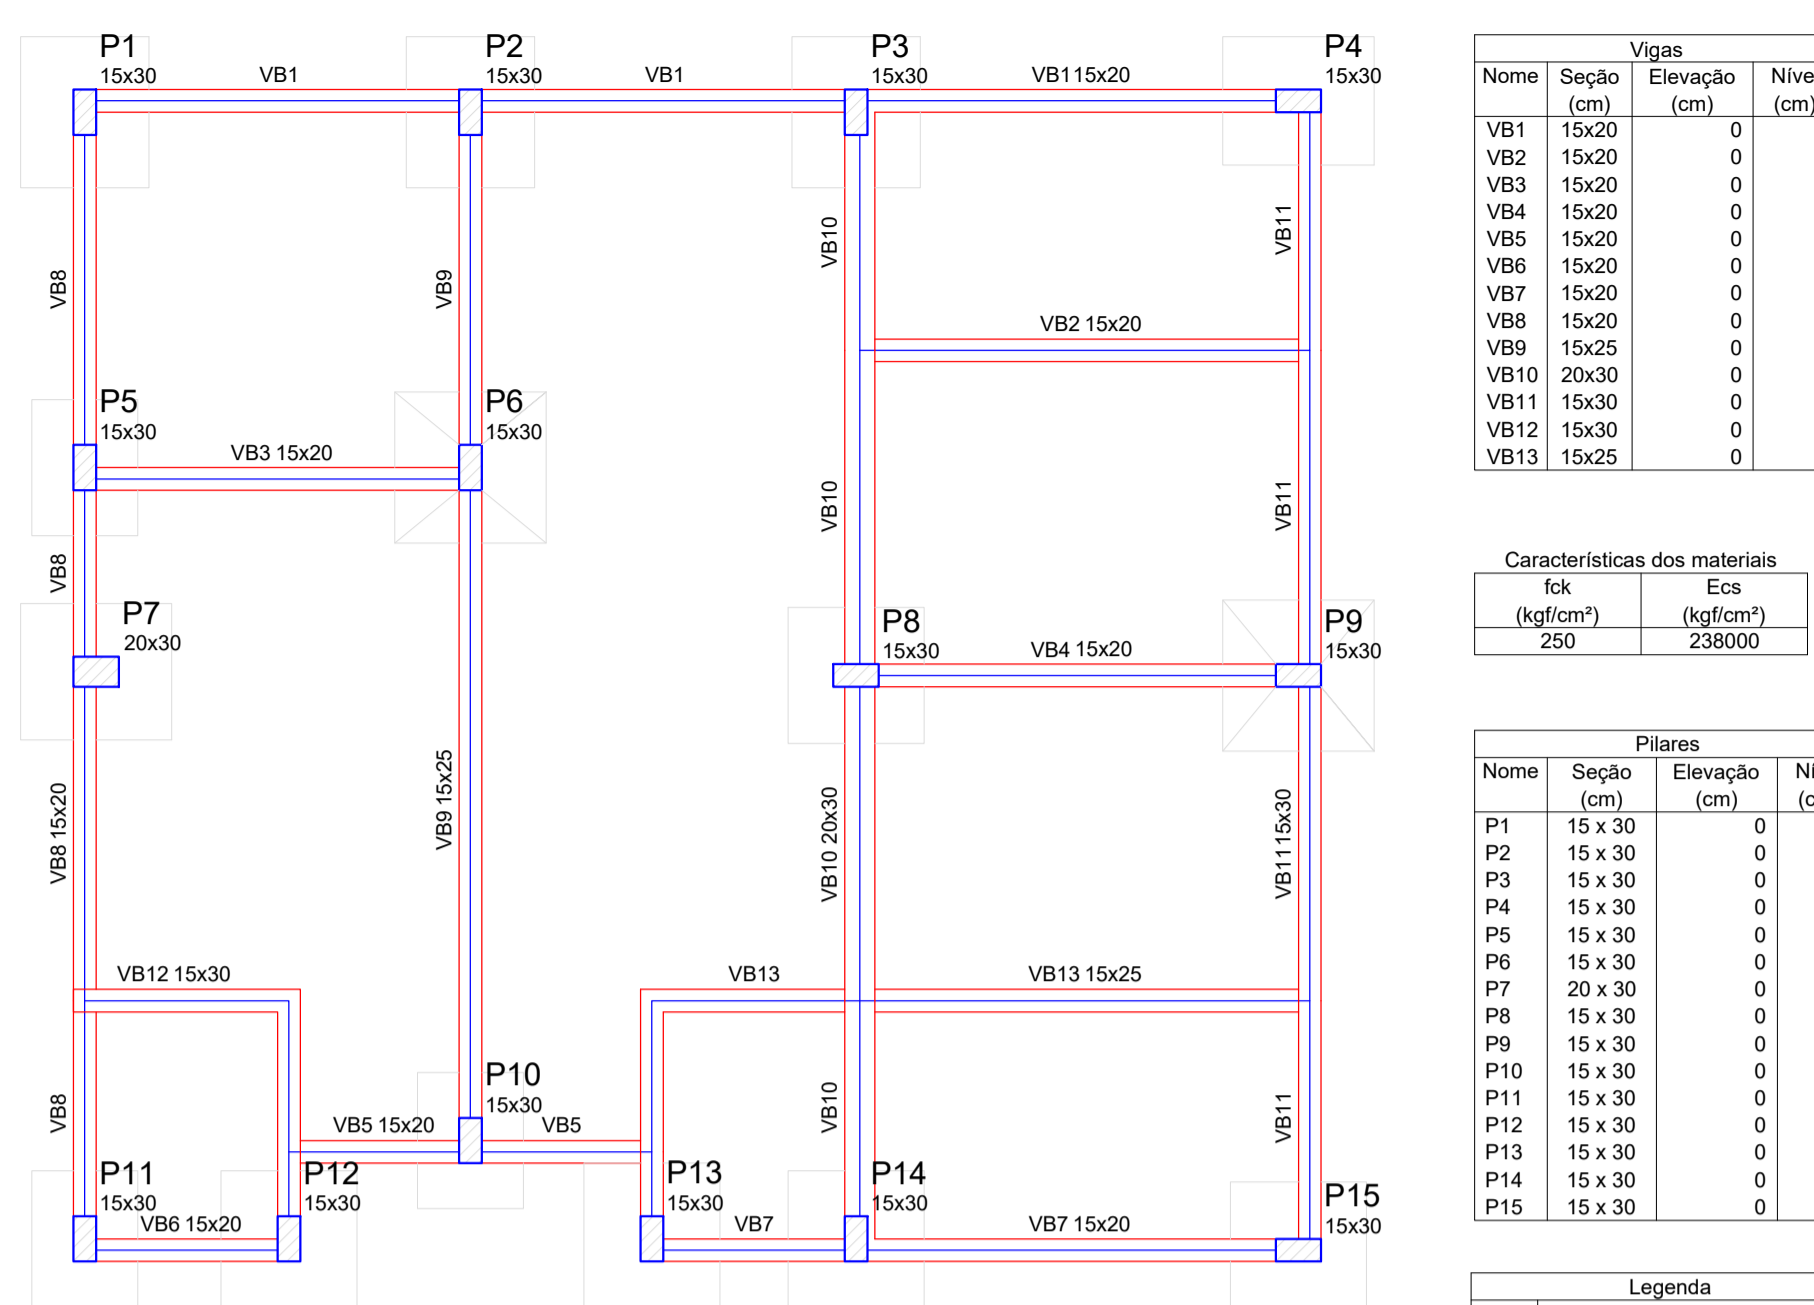 P1
15x30
VB1
P2
15x30
VB1
P3
15x30
VB1 15x20
P4
15x30
VB8
VB9
VB10
VB11
VB2 15x20
P5
15x30
VB3 15x20
P6
15x30
VB10
VB11
VB8
P7
20x30
P8
15x30
VB4 15x20
P9
15x30
VB8 15x20
VB9 15x25
VB10 20x30
VB11 15x30
VB12 15x30
VB13
VB13 15x25
VB8
P10
15x30
VB5 15x20
VB5
VB10
VB11
P11
15x30
VB6 15x20
P12
15x30
P13
15x30
VB7
P14
15x30
VB7 15x20
P15
15x30
Vigas
Nome Seção Elevação Níve
(cm) (cm) (cm)
VB1 15x20 0
VB2 15x20 0
VB3 15x20 0
VB4 15x20 0
VB5 15x20 0
VB6 15x20 0
VB7 15x20 0
VB8 15x20 0
VB9 15x25 0
VB10 20x30 0
VB11 15x30 0
VB12 15x30 0
VB13 15x25 0
Características dos materiais
fck Ecs
(kgf/cm²) (kgf/cm²)
250 238000
Pilares
Nome Seção Elevação Ní
(cm) (cm) (c
P1 15 x 30 0
P2 15 x 30 0
P3 15 x 30 0
P4 15 x 30 0
P5 15 x 30 0
P6 15 x 30 0
P7 20 x 30 0
P8 15 x 30 0
P9 15 x 30 0
P10 15 x 30 0
P11 15 x 30 0
P12 15 x 30 0
P13 15 x 30 0
P14 15 x 30 0
P15 15 x 30 0
Legenda